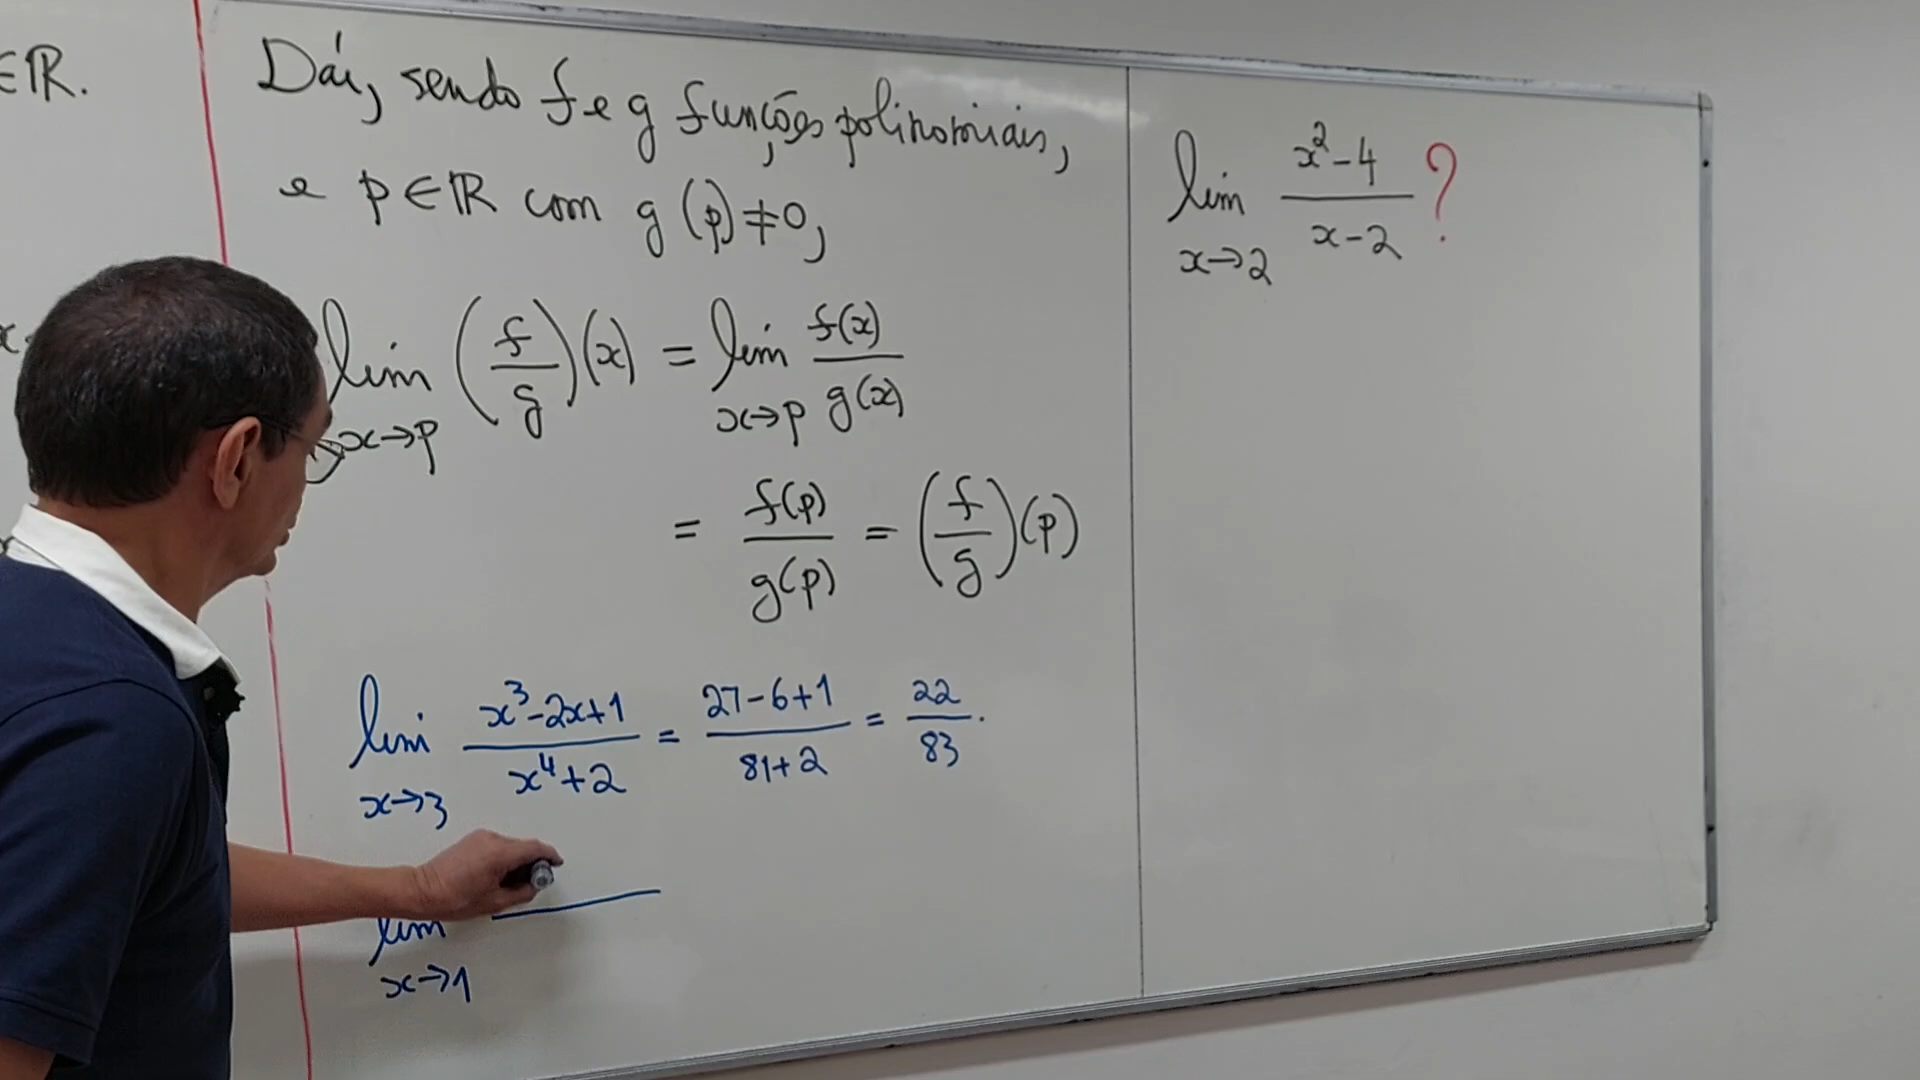 ∈ℝ.
Daí, sendo f e g funções polinomiais,
e p∈ℝ com g(p)≠0,
lim x→p (f/g)(x) = lim x→p f(x)/g(x)
= f(p)/g(p) = (f/g)(p)
lim x→3 (x³-2x+1)/(x⁴+2) = (27-6+1)/(81+2) = 22/83.
lim x→1
lim x→2 (x²-4)/(x-2) ?